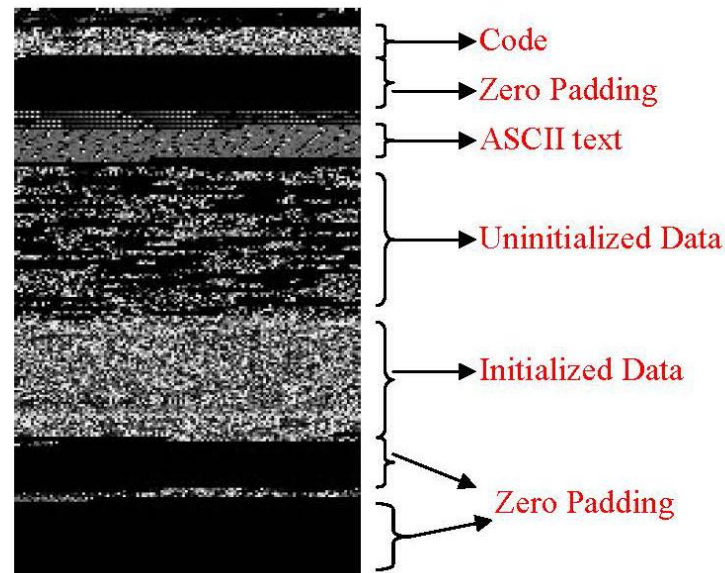 Code
Zero Padding
ASCII text
Uninitialized Data
Initialized Data
Zero Padding